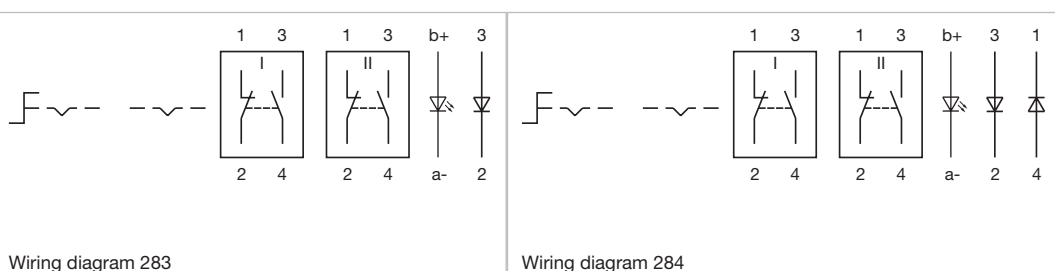 1 3 1 3 b+ 3
I II
2 4 2 4 a- 2
Wiring diagram 283
1 3 1 3 b+ 3 1
I II
2 4 2 4 a- 2 4
Wiring diagram 284